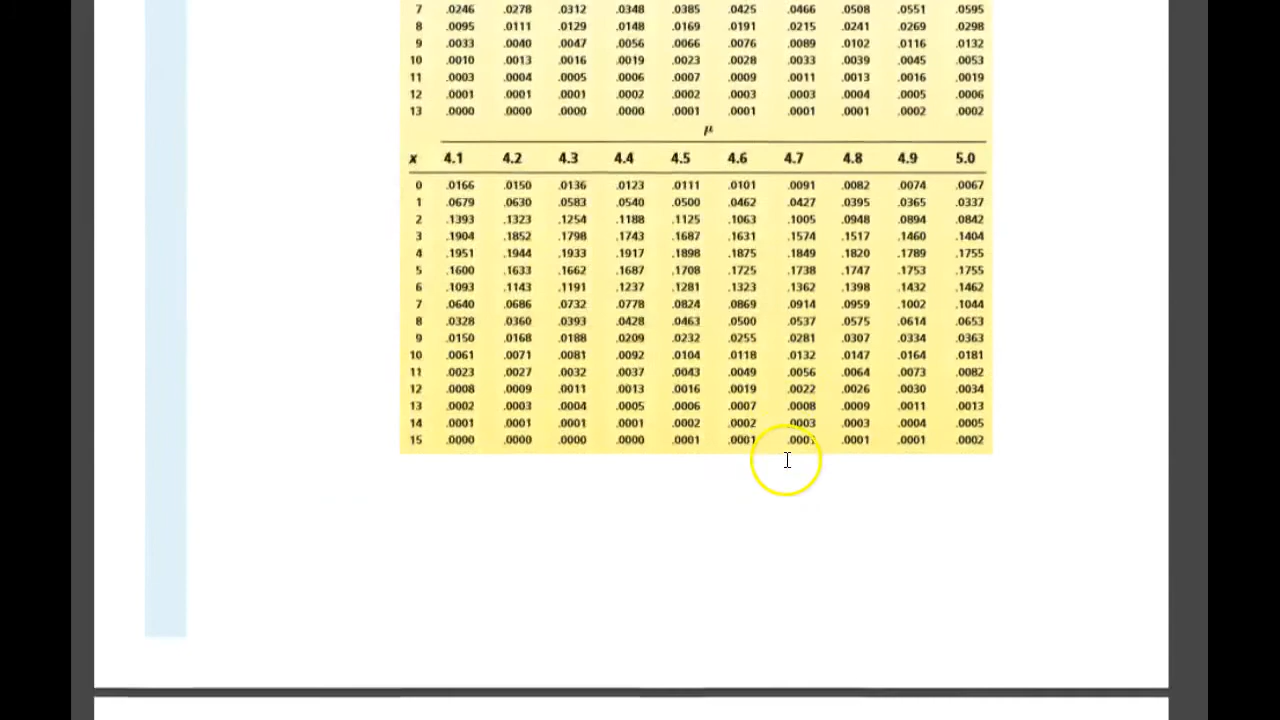 7 .0246 .0278 .0312 .0348 .0385 .0425 .0466 .0508 .0551 .0595
8 .0095 .0111 .0129 .0148 .0169 .0191 .0215 .0241 .0269 .0298
9 .0033 .0040 .0047 .0056 .0066 .0076 .0089 .0102 .0116 .0132
10 .0010 .0013 .0016 .0019 .0023 .0028 .0033 .0039 .0045 .0053
11 .0003 .0004 .0005 .0006 .0007 .0009 .0011 .0013 .0016 .0019
12 .0001 .0001 .0001 .0002 .0002 .0003 .0003 .0004 .0005 .0006
13 .0000 .0000 .0000 .0000 .0001 .0001 .0001 .0001 .0002 .0002
μ
x 4.1 4.2 4.3 4.4 4.5 4.6 4.7 4.8 4.9 5.0
0 .0166 .0150 .0136 .0123 .0111 .0101 .0091 .0082 .0074 .0067
1 .0679 .0630 .0583 .0540 .0500 .0462 .0427 .0395 .0365 .0337
2 .1393 .1323 .1254 .1188 .1125 .1063 .1005 .0948 .0894 .0842
3 .1904 .1852 .1798 .1743 .1687 .1631 .1574 .1517 .1460 .1404
4 .1951 .1944 .1933 .1917 .1898 .1875 .1849 .1820 .1789 .1755
5 .1600 .1633 .1662 .1687 .1708 .1725 .1738 .1747 .1753 .1755
6 .1093 .1143 .1191 .1237 .1281 .1323 .1362 .1398 .1432 .1462
7 .0640 .0686 .0732 .0778 .0824 .0869 .0914 .0959 .1002 .1044
8 .0328 .0360 .0393 .0428 .0463 .0500 .0537 .0575 .0614 .0653
9 .0150 .0168 .0188 .0209 .0232 .0255 .0281 .0307 .0334 .0363
10 .0061 .0071 .0081 .0092 .0104 .0118 .0132 .0147 .0164 .0181
11 .0023 .0027 .0032 .0037 .0043 .0049 .0056 .0064 .0073 .0082
12 .0008 .0009 .0011 .0013 .0016 .0019 .0022 .0026 .0030 .0034
13 .0002 .0003 .0004 .0005 .0006 .0007 .0008 .0009 .0011 .0013
14 .0001 .0001 .0001 .0001 .0002 .0002 .0003 .0003 .0004 .0005
15 .0000 .0000 .0000 .0000 .0001 .0001 .0001 .0001 .0001 .0002